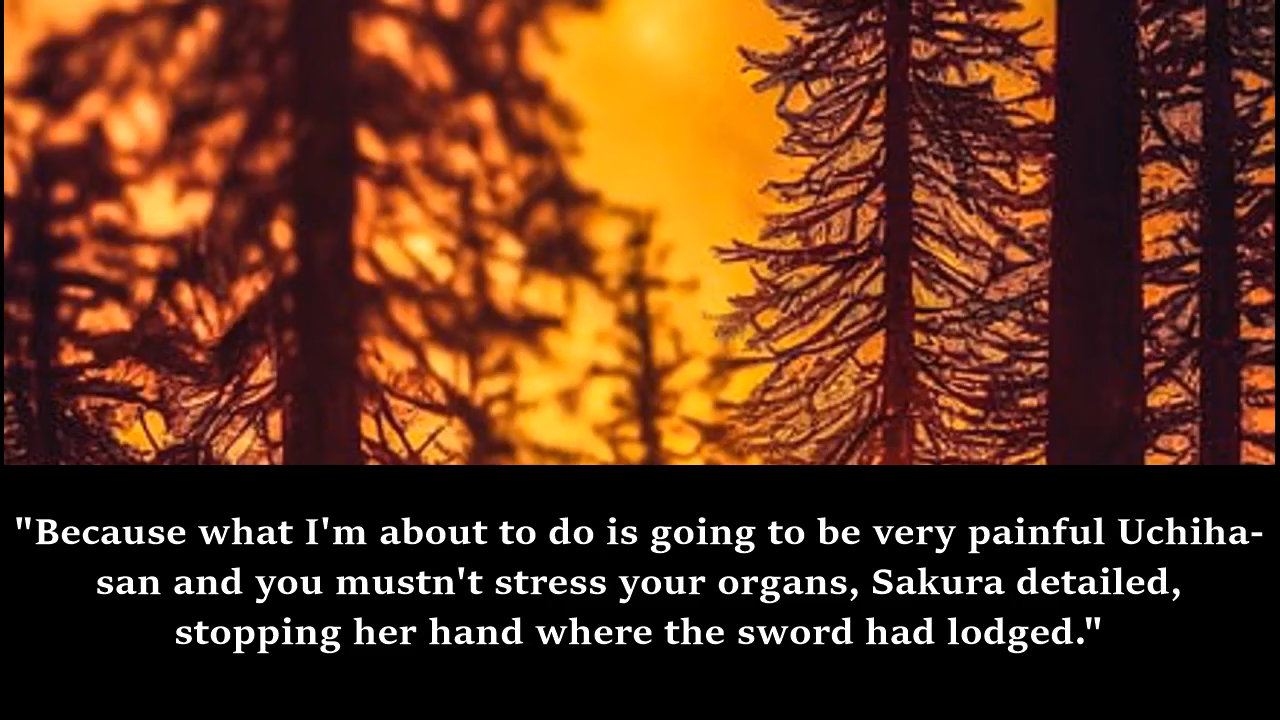 "Because what I'm about to do is going to be very painful Uchiha-
san and you mustn't stress your organs, Sakura detailed,
stopping her hand where the sword had lodged."